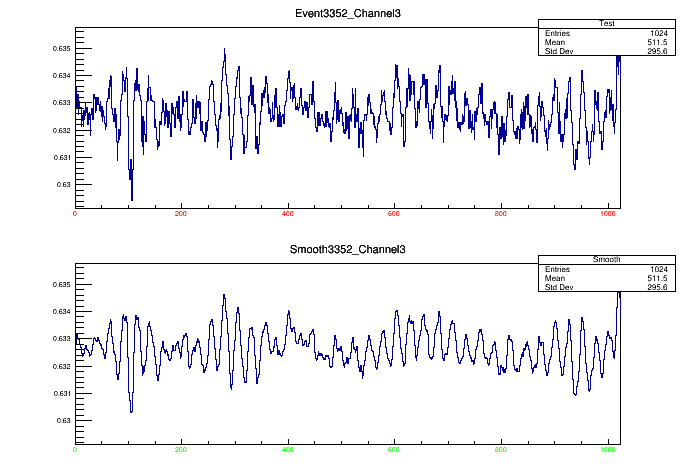 Event3352_Channel3
Test
Entries 1024
Mean 511.5
Std Dev 295.6
0.635
0.634
0.633
0.632
0.631
0.63
0 200 400 600 800 1000
Smooth3352_Channel3
Smooth
Entries 1024
Mean 511.5
Std Dev 295.6
0.635
0.634
0.633
0.632
0.631
0.63
0 200 400 600 800 1000